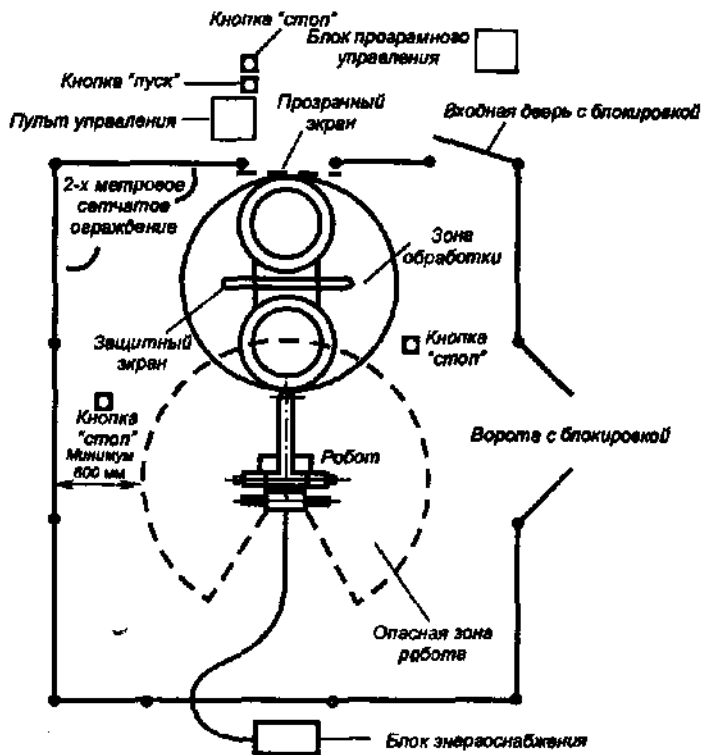 Кнопка "стоп"
Блок програмного
управления
Кнопка "пуск"
Прозрачный
экран
Пульт управления
Входная дверь с блокировкой
2-х метровое
сетчатое
ограждение
Зона
обработки
Защитный
экран
Кнопка
"стоп"
Кнопка
"стоп"
Минимум
800 мм
Робот
Ворота с блокировкой
Опасная зона
робота
Блок энергоснабжения